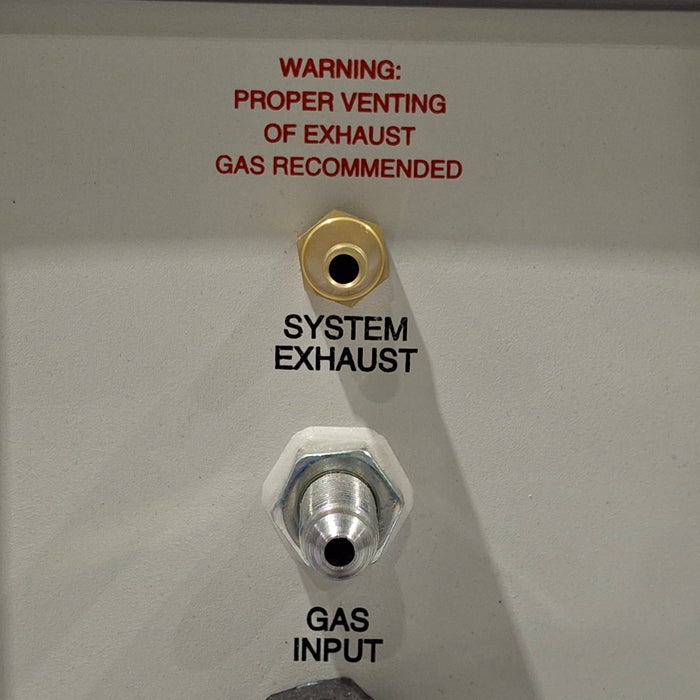 WARNING:
PROPER VENTING
OF EXHAUST
GAS RECOMMENDED
SYSTEM
EXHAUST
GAS
INPUT